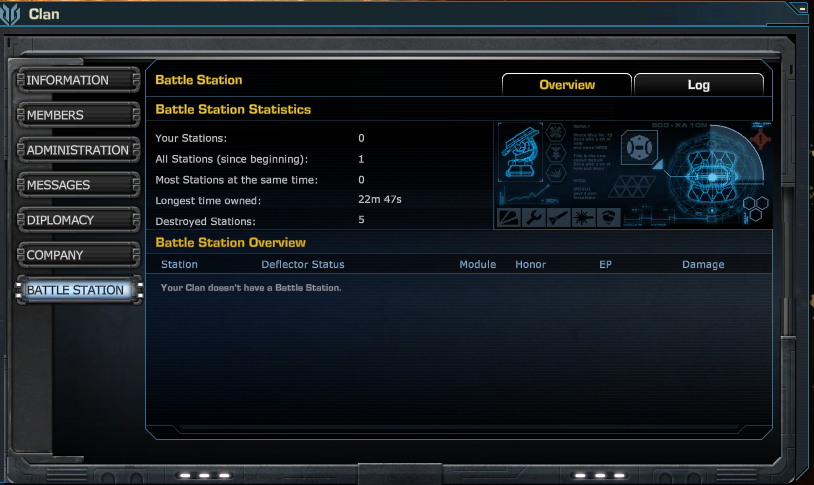 Clan
INFORMATION
MEMBERS
ADMINISTRATION
MESSAGES
DIPLOMACY
COMPANY
BATTLE STATION
Battle Station
Overview
Log
Battle Station Statistics
Your Stations: 0
All Stations (since beginning): 1
Most Stations at the same time: 0
Longest time owned: 22m 47s
Destroyed Stations: 5
Battle Station Overview
Station Deflector Status Module Honor EP Damage
Your Clan doesn't have a Battle Station.